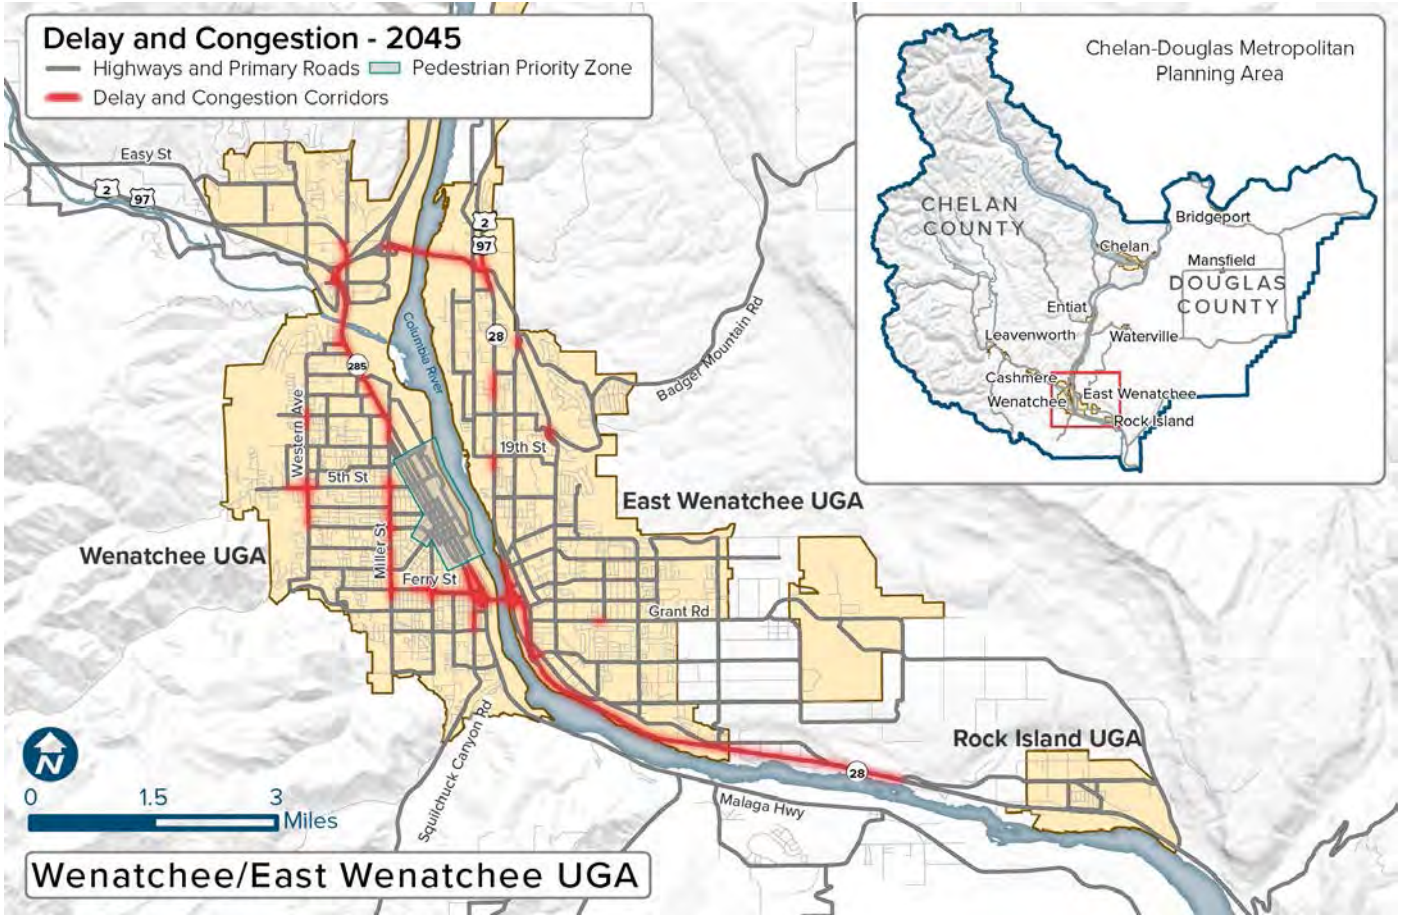 Delay and Congestion - 2045
Highways and Primary Roads
Pedestrian Priority Zone
Delay and Congestion Corridors
Chelan-Douglas Metropolitan
Planning Area
CHELAN
COUNTY
Bridgeport
Chelan
Mansfield
DOUGLAS
COUNTY
Entiat
Leavenworth
Waterville
Cashmere
East Wenatchee
Wenatchee
Rock Island
Easy St
2
97
2
97
28
285
Columbia River
Badger Mountain Rd
Western Ave
19th St
5th St
East Wenatchee UGA
Wenatchee UGA
Miller St
Ferry St
Grant Rd
Rock Island UGA
28
Squilchuck Canyon Rd
Malaga Hwy
N
0 1.5 3
Miles
Wenatchee/East Wenatchee UGA